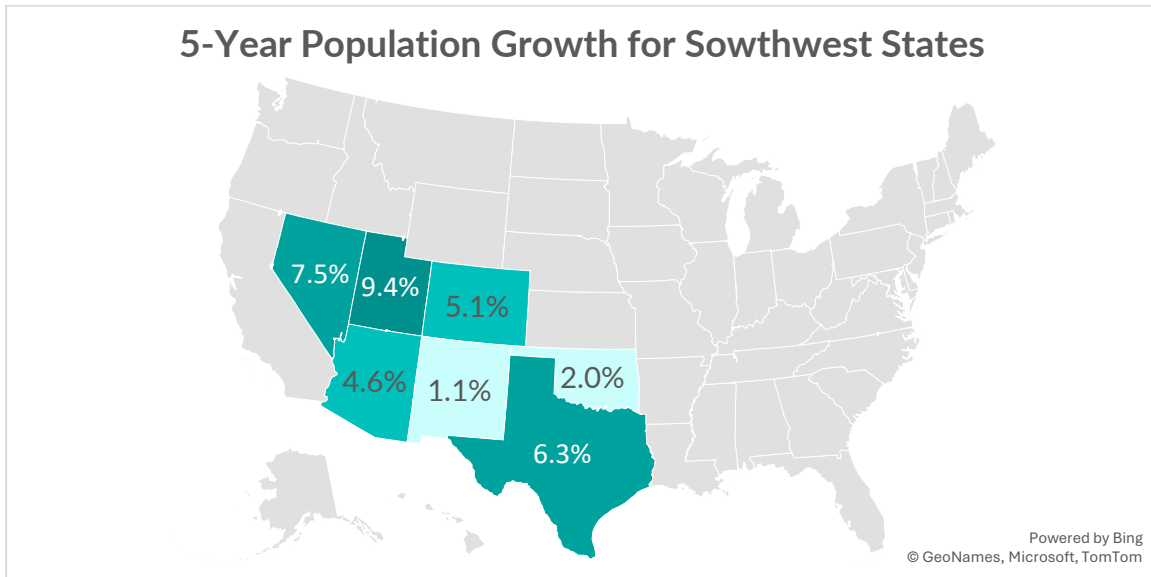 5-Year Population Growth for Sowthwest States
7.5%
9.4%
5.1%
4.6%
1.1%
2.0%
6.3%
Powered by Bing
© GeoNames, Microsoft, TomTom